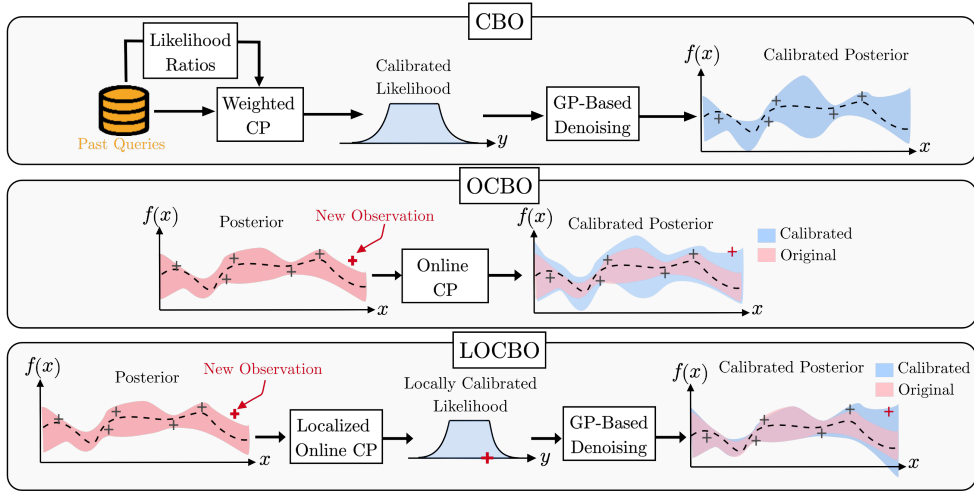 CBO
Likelihood
Ratios
Past Queries
Weighted
CP
Calibrated
Likelihood
y
GP-Based
Denoising
f(x)
Calibrated Posterior
x
OCBO
f(x)
Posterior
New Observation
x
Online
CP
f(x)
Calibrated Posterior
x
Calibrated
Original
LOCBO
f(x)
Posterior
New Observation
x
Localized
Online CP
Locally Calibrated
Likelihood
y
GP-Based
Denoising
f(x)
Calibrated Posterior
x
Calibrated
Original